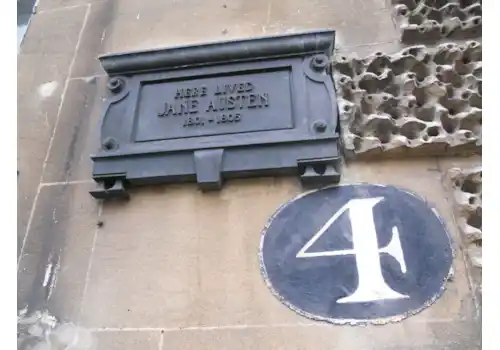 HERE LIVED
JANE AUSTEN
1801 – 1805
4